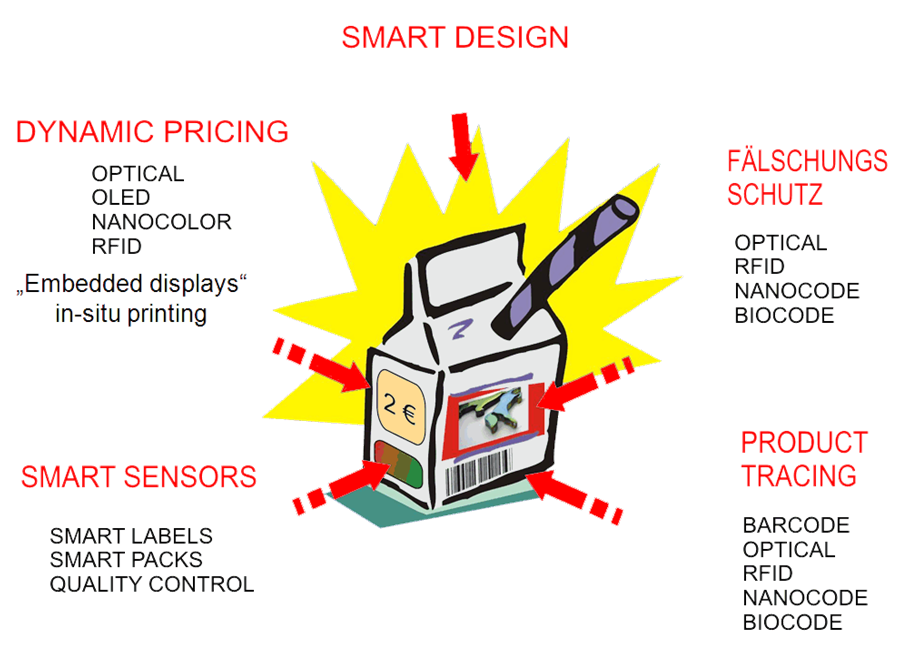 SMART DESIGN
DYNAMIC PRICING
OPTICAL
OLED
NANOCOLOR
RFID
„Embedded displays“
in-situ printing
FÄLSCHUNGS
SCHUTZ
OPTICAL
RFID
NANOCODE
BIOCODE
2 €
SMART SENSORS
SMART LABELS
SMART PACKS
QUALITY CONTROL
PRODUCT
TRACING
BARCODE
OPTICAL
RFID
NANOCODE
BIOCODE